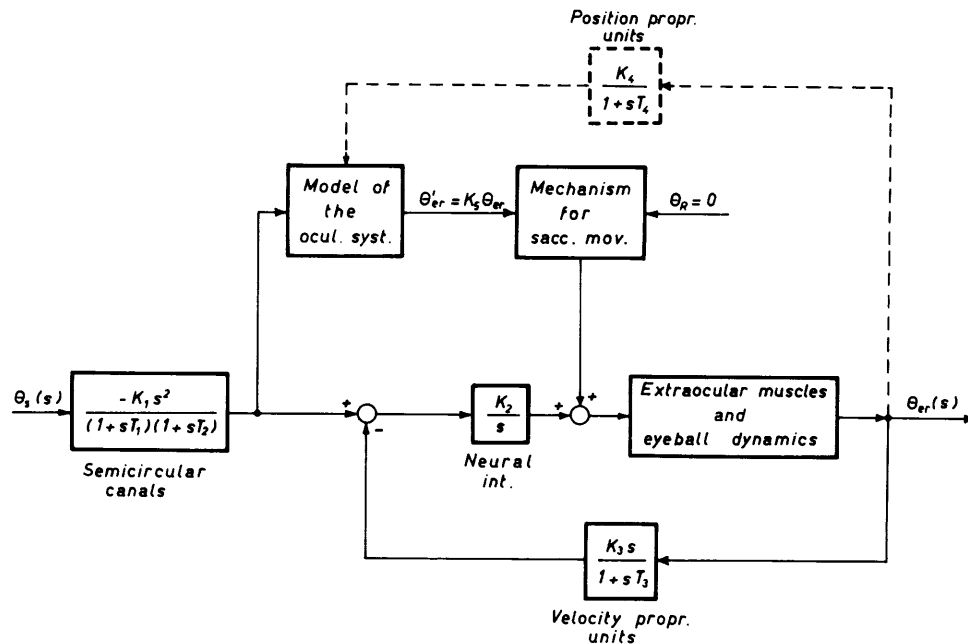 Position propr.
units
K₄
1 + sT₄
Model of
the
ocul. syst.
θ'ₑᵣ = K₅θₑᵣ
Mechanism
for
sacc. mov.
θ_R = 0
θₛ(s)
- K₁ s²
(1 + sT₁)(1 + sT₂)
Semicircular
canals
+
-
K₂
s
Neural
int.
+
+
Extraocular muscles
and
eyeball dynamics
θₑᵣ(s)
K₃ s
1 + sT₃
Velocity propr.
units